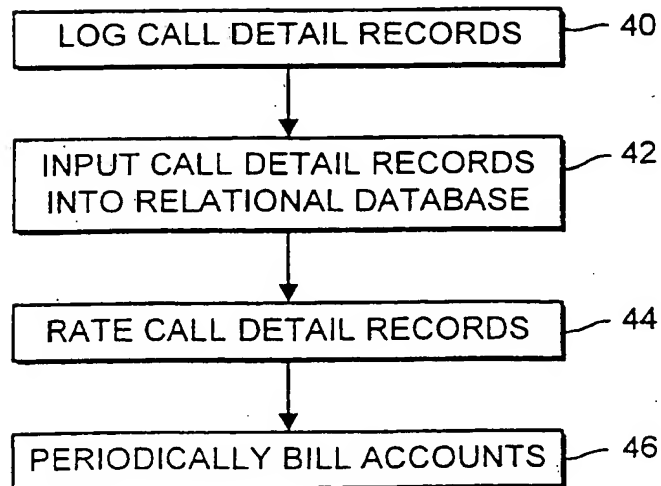 LOG CALL DETAIL RECORDS 40
INPUT CALL DETAIL RECORDS 42
INTO RELATIONAL DATABASE
RATE CALL DETAIL RECORDS 44
PERIODICALLY BILL ACCOUNTS 46